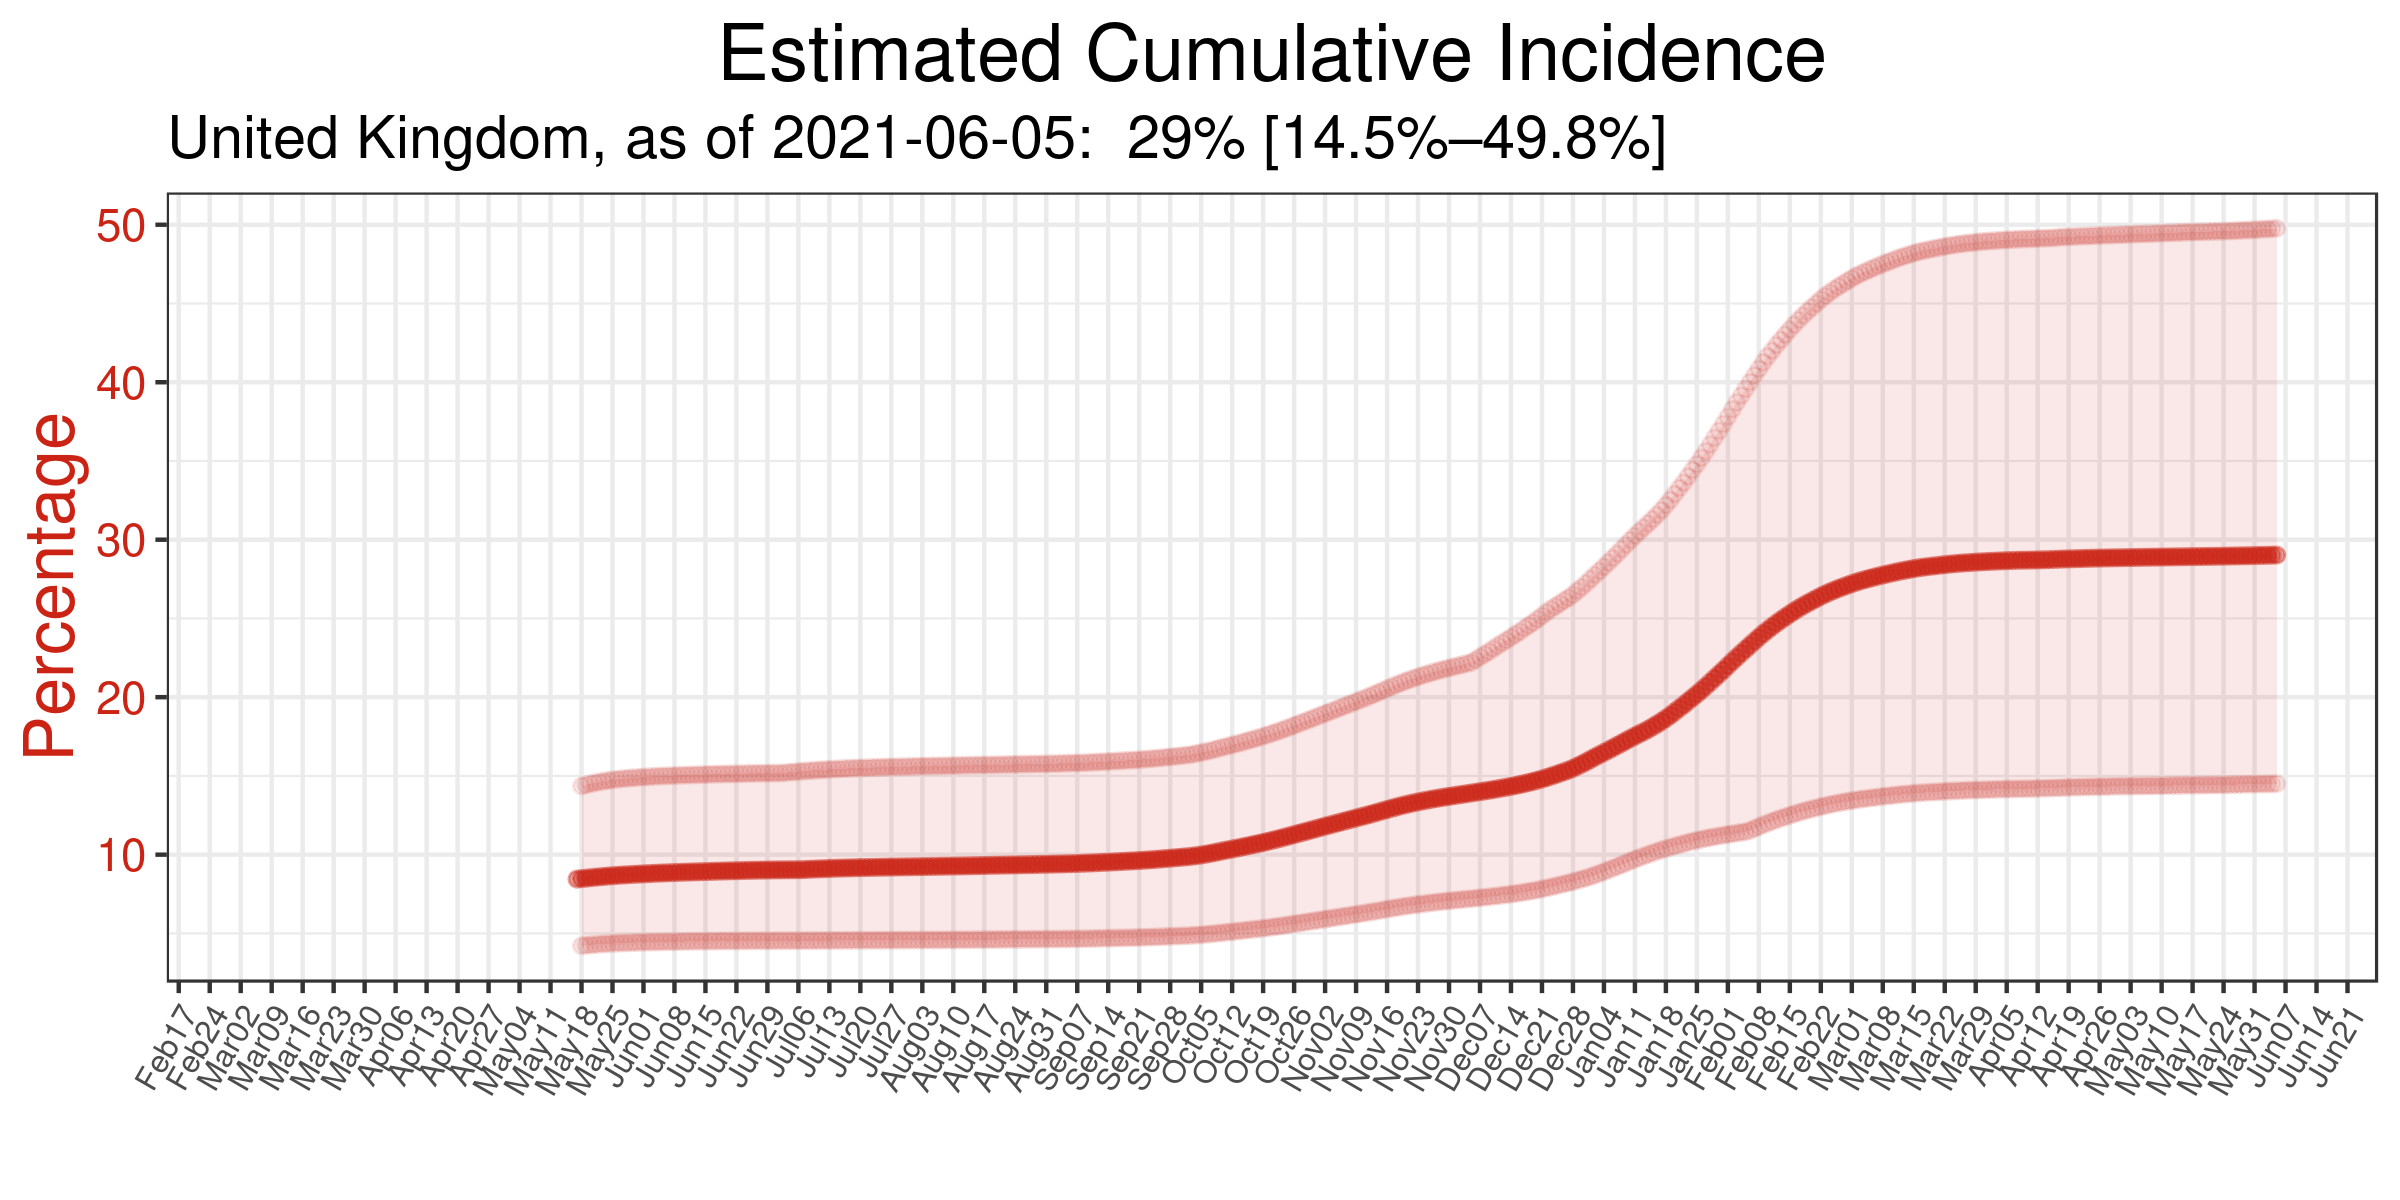 Estimated Cumulative Incidence
United Kingdom, as of 2021-06-05:  29% [14.5%–49.8%]
Percentage
50
40
30
20
10
Feb17
Feb24
Mar02
Mar09
Mar16
Mar23
Mar30
Apr06
Apr13
Apr20
Apr27
May04
May11
May18
May25
Jun01
Jun08
Jun15
Jun22
Jun29
Jul06
Jul13
Jul20
Jul27
Aug03
Aug10
Aug17
Aug24
Aug31
Sep07
Sep14
Sep21
Sep28
Oct05
Oct12
Oct19
Oct26
Nov02
Nov09
Nov16
Nov23
Nov30
Dec07
Dec14
Dec21
Dec28
Jan04
Jan11
Jan18
Jan25
Feb01
Feb08
Feb15
Feb22
Mar01
Mar08
Mar15
Mar22
Mar29
Apr05
Apr12
Apr19
Apr26
May03
May10
May17
May24
May31
Jun07
Jun14
Jun21